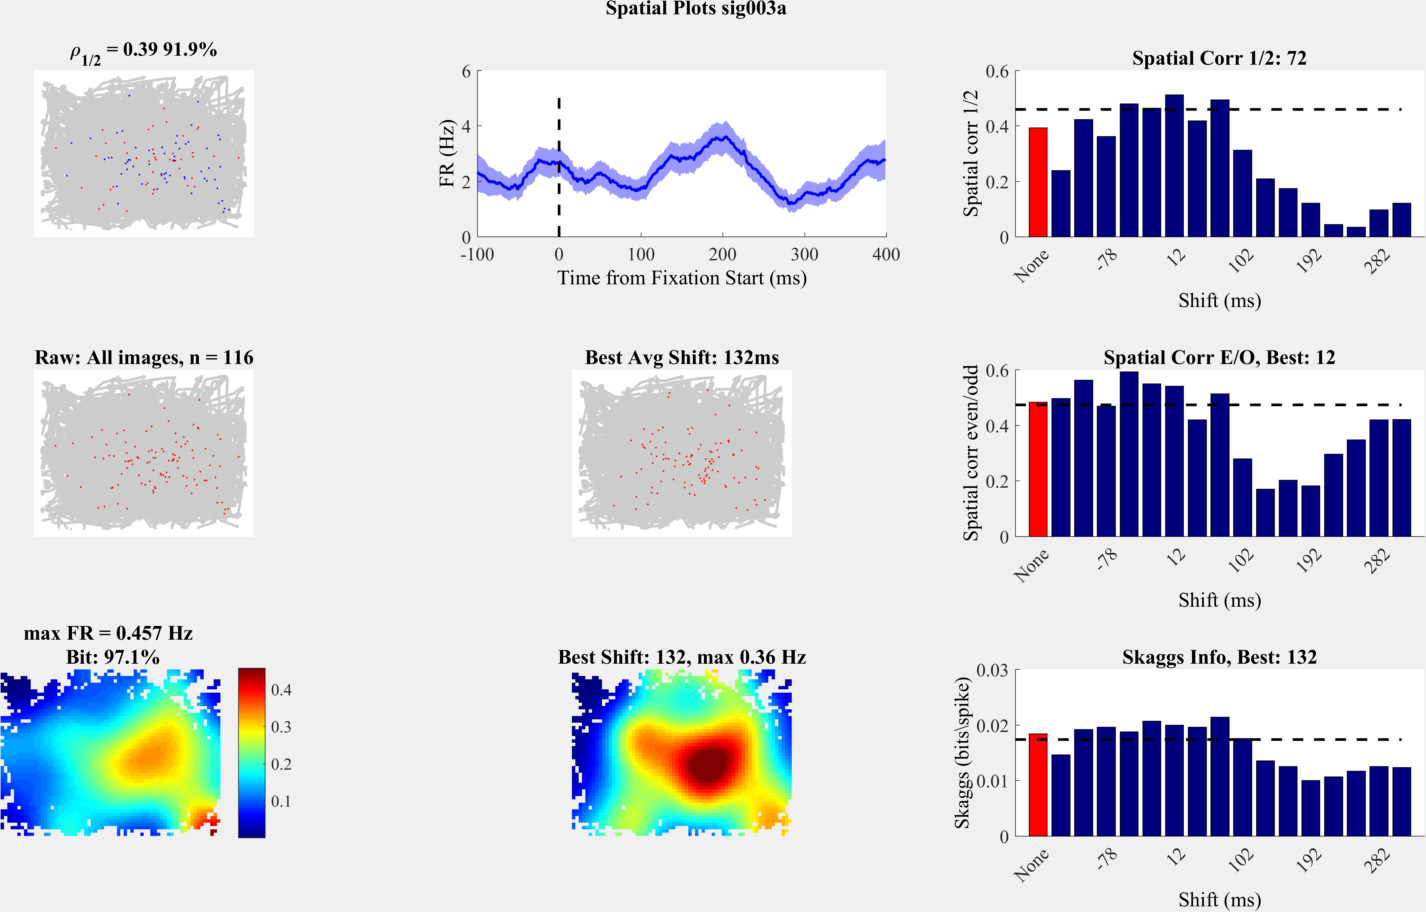 Spatial Plots sig003a
ρ1/2 = 0.39 91.9%
6
4
2
0
FR (Hz)
-100 0 100 200 300 400
Time from Fixation Start (ms)
Spatial Corr 1/2: 72
0.6
0.4
0.2
0
Spatial corr 1/2
None -78 12 102 192 282
Shift (ms)
Raw: All images, n = 116
Best Avg Shift: 132ms
Spatial Corr E/O, Best: 12
0.6
0.4
0.2
0
Spatial corr even/odd
None -78 12 102 192 282
Shift (ms)
max FR = 0.457 Hz
Bit: 97.1%
0.4
0.3
0.2
0.1
Best Shift: 132, max 0.36 Hz
Skaggs Info, Best: 132
0.03
0.02
0.01
0
Skaggs (bits\spike)
None -78 12 102 192 282
Shift (ms)